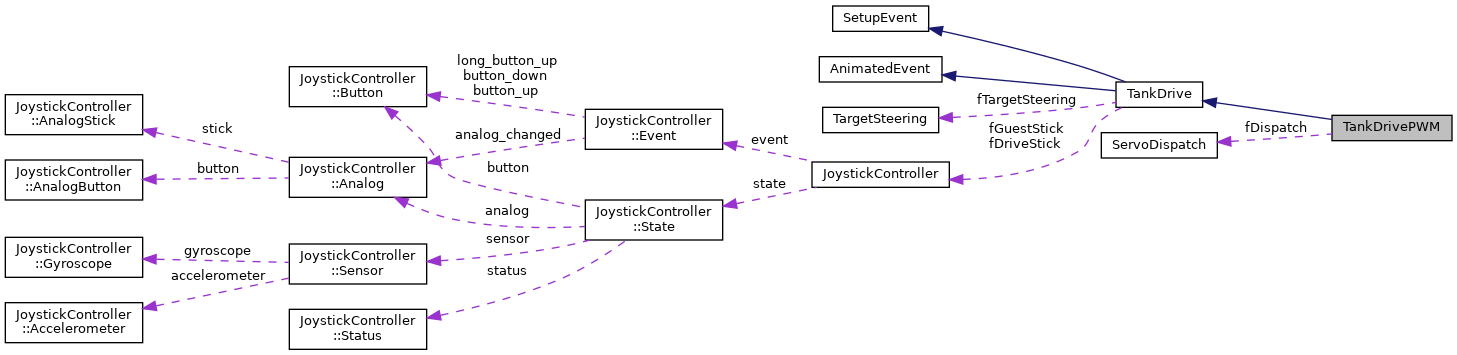 SetupEvent
AnimatedEvent
TargetSteering
TankDrive
ServoDispatch
TankDrivePWM
fTargetSteering
fGuestStick
fDriveStick
fDispatch
JoystickController
event
state
JoystickController
::Event
JoystickController
::State
long_button_up
button_down
button_up
analog_changed
button
analog
sensor
status
JoystickController
::Button
JoystickController
::Analog
JoystickController
::Sensor
JoystickController
::Status
stick
button
gyroscope
accelerometer
JoystickController
::AnalogStick
JoystickController
::AnalogButton
JoystickController
::Gyroscope
JoystickController
::Accelerometer